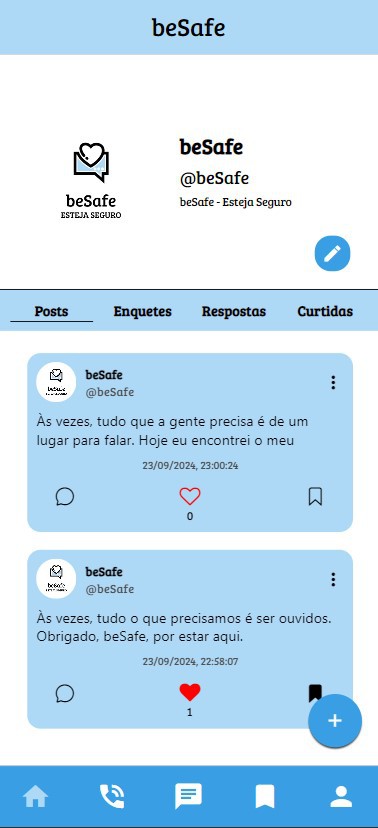 beSafe
beSafe
ESTEJA SEGURO
beSafe
@beSafe
beSafe - Esteja Seguro
Posts Enquetes Respostas Curtidas
beSafe
@beSafe
Às vezes, tudo que a gente precisa é de um
lugar para falar. Hoje eu encontrei o meu
23/09/2024, 23:00:24
0
beSafe
@beSafe
Às vezes, tudo o que precisamos é ser ouvidos.
Obrigado, beSafe, por estar aqui.
23/09/2024, 22:58:07
1